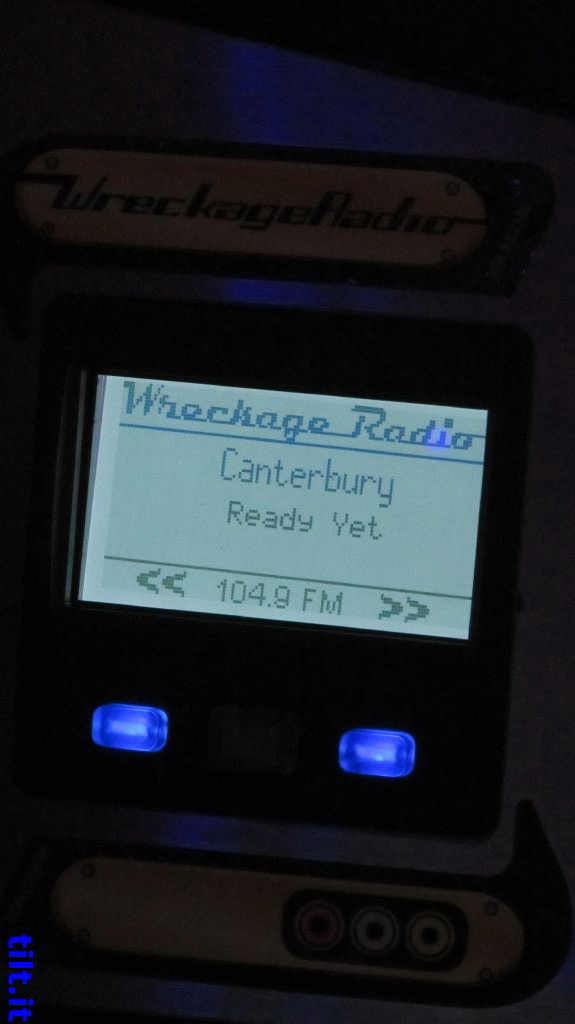 WreckageRadio
Wreckage Radio
Canterbury
Ready Yet
<< 104.9 FM >>
tilt.it